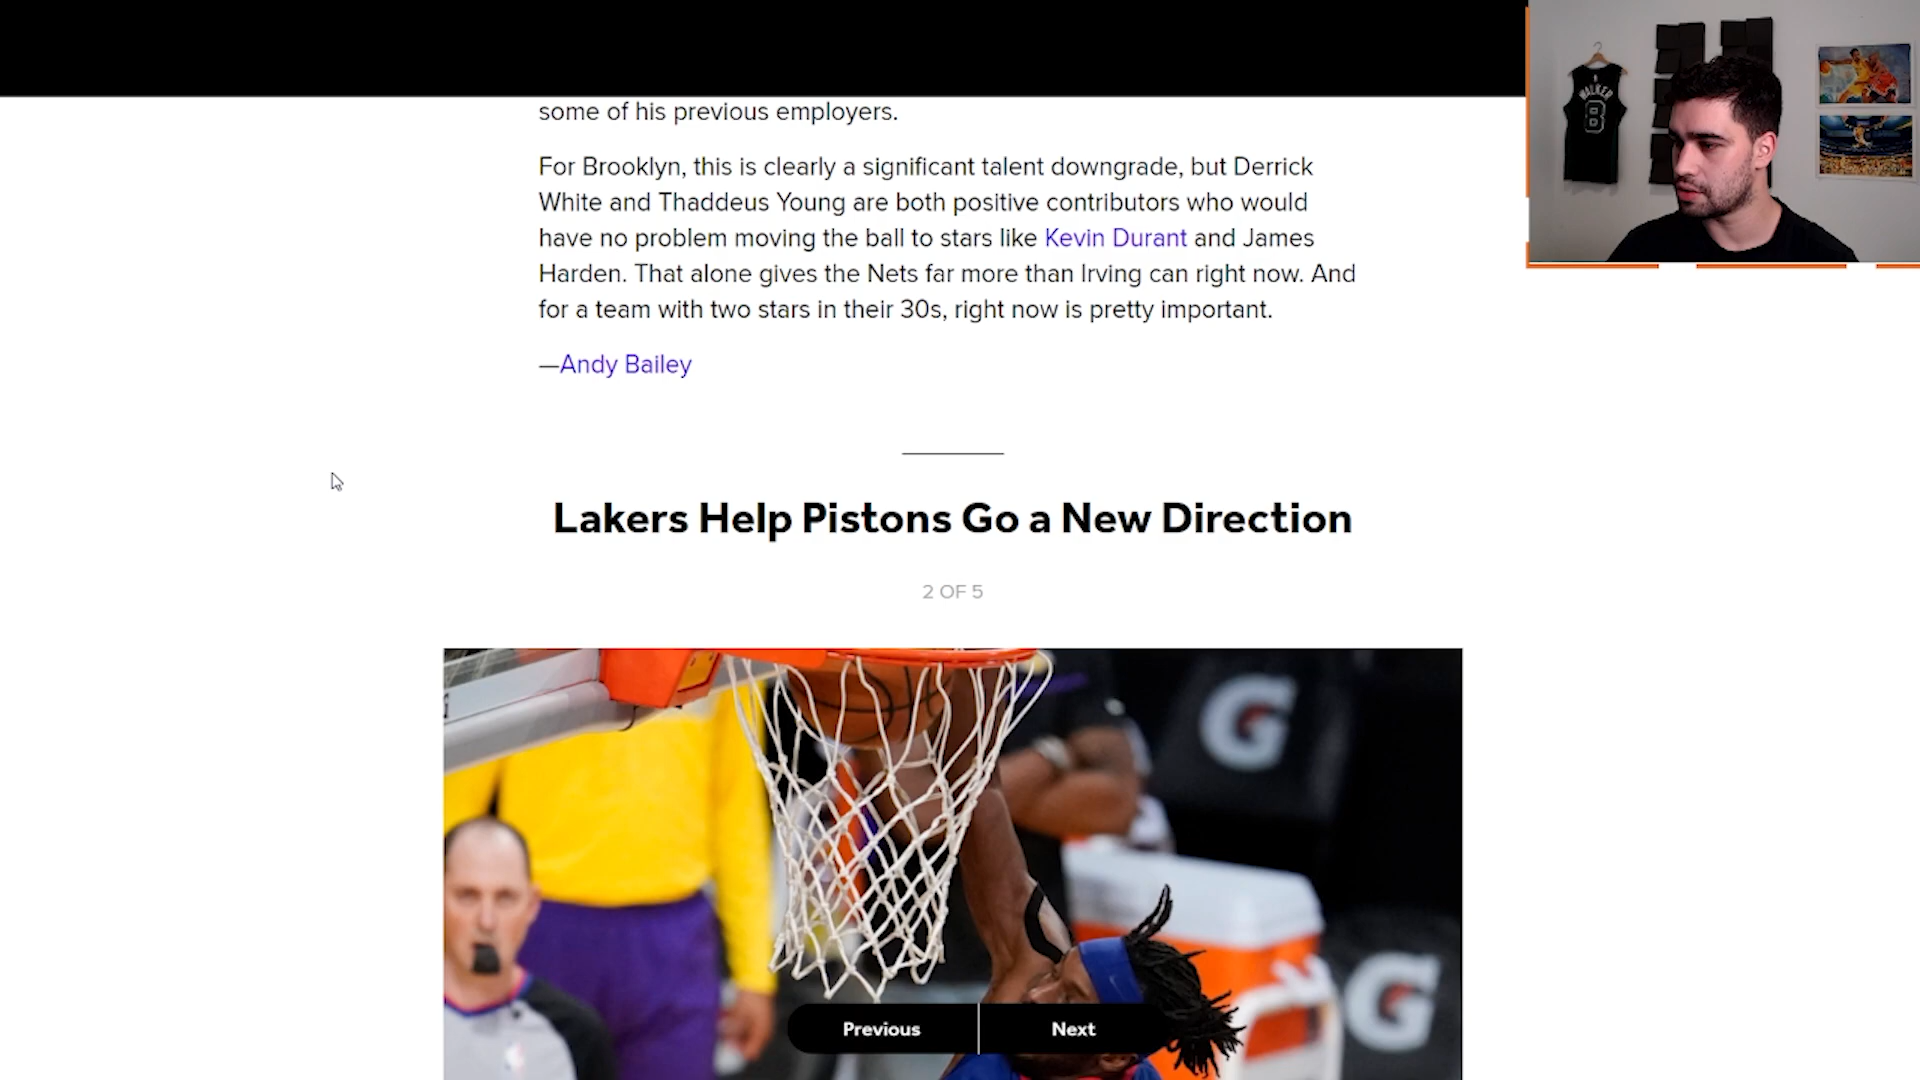 some of his previous employers.
For Brooklyn, this is clearly a significant talent downgrade, but Derrick
White and Thaddeus Young are both positive contributors who would
have no problem moving the ball to stars like Kevin Durant and James
Harden. That alone gives the Nets far more than Irving can right now. And
for a team with two stars in their 30s, right now is pretty important.
—Andy Bailey
Lakers Help Pistons Go a New Direction
2 OF 5
G
G
Previous
Next
WALKER
8